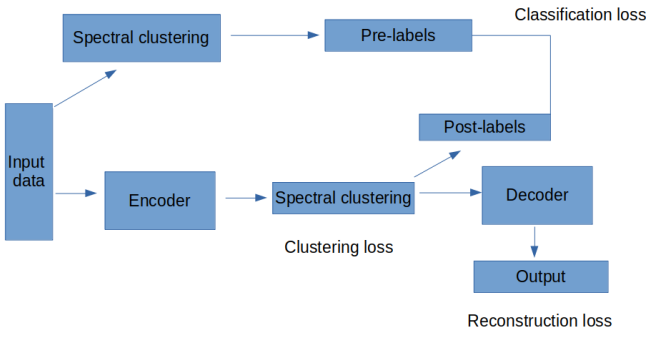 Classification loss
Spectral clustering
Pre-labels
Post-labels
Input
data
Encoder
Spectral clustering
Decoder
Clustering loss
Output
Reconstruction loss